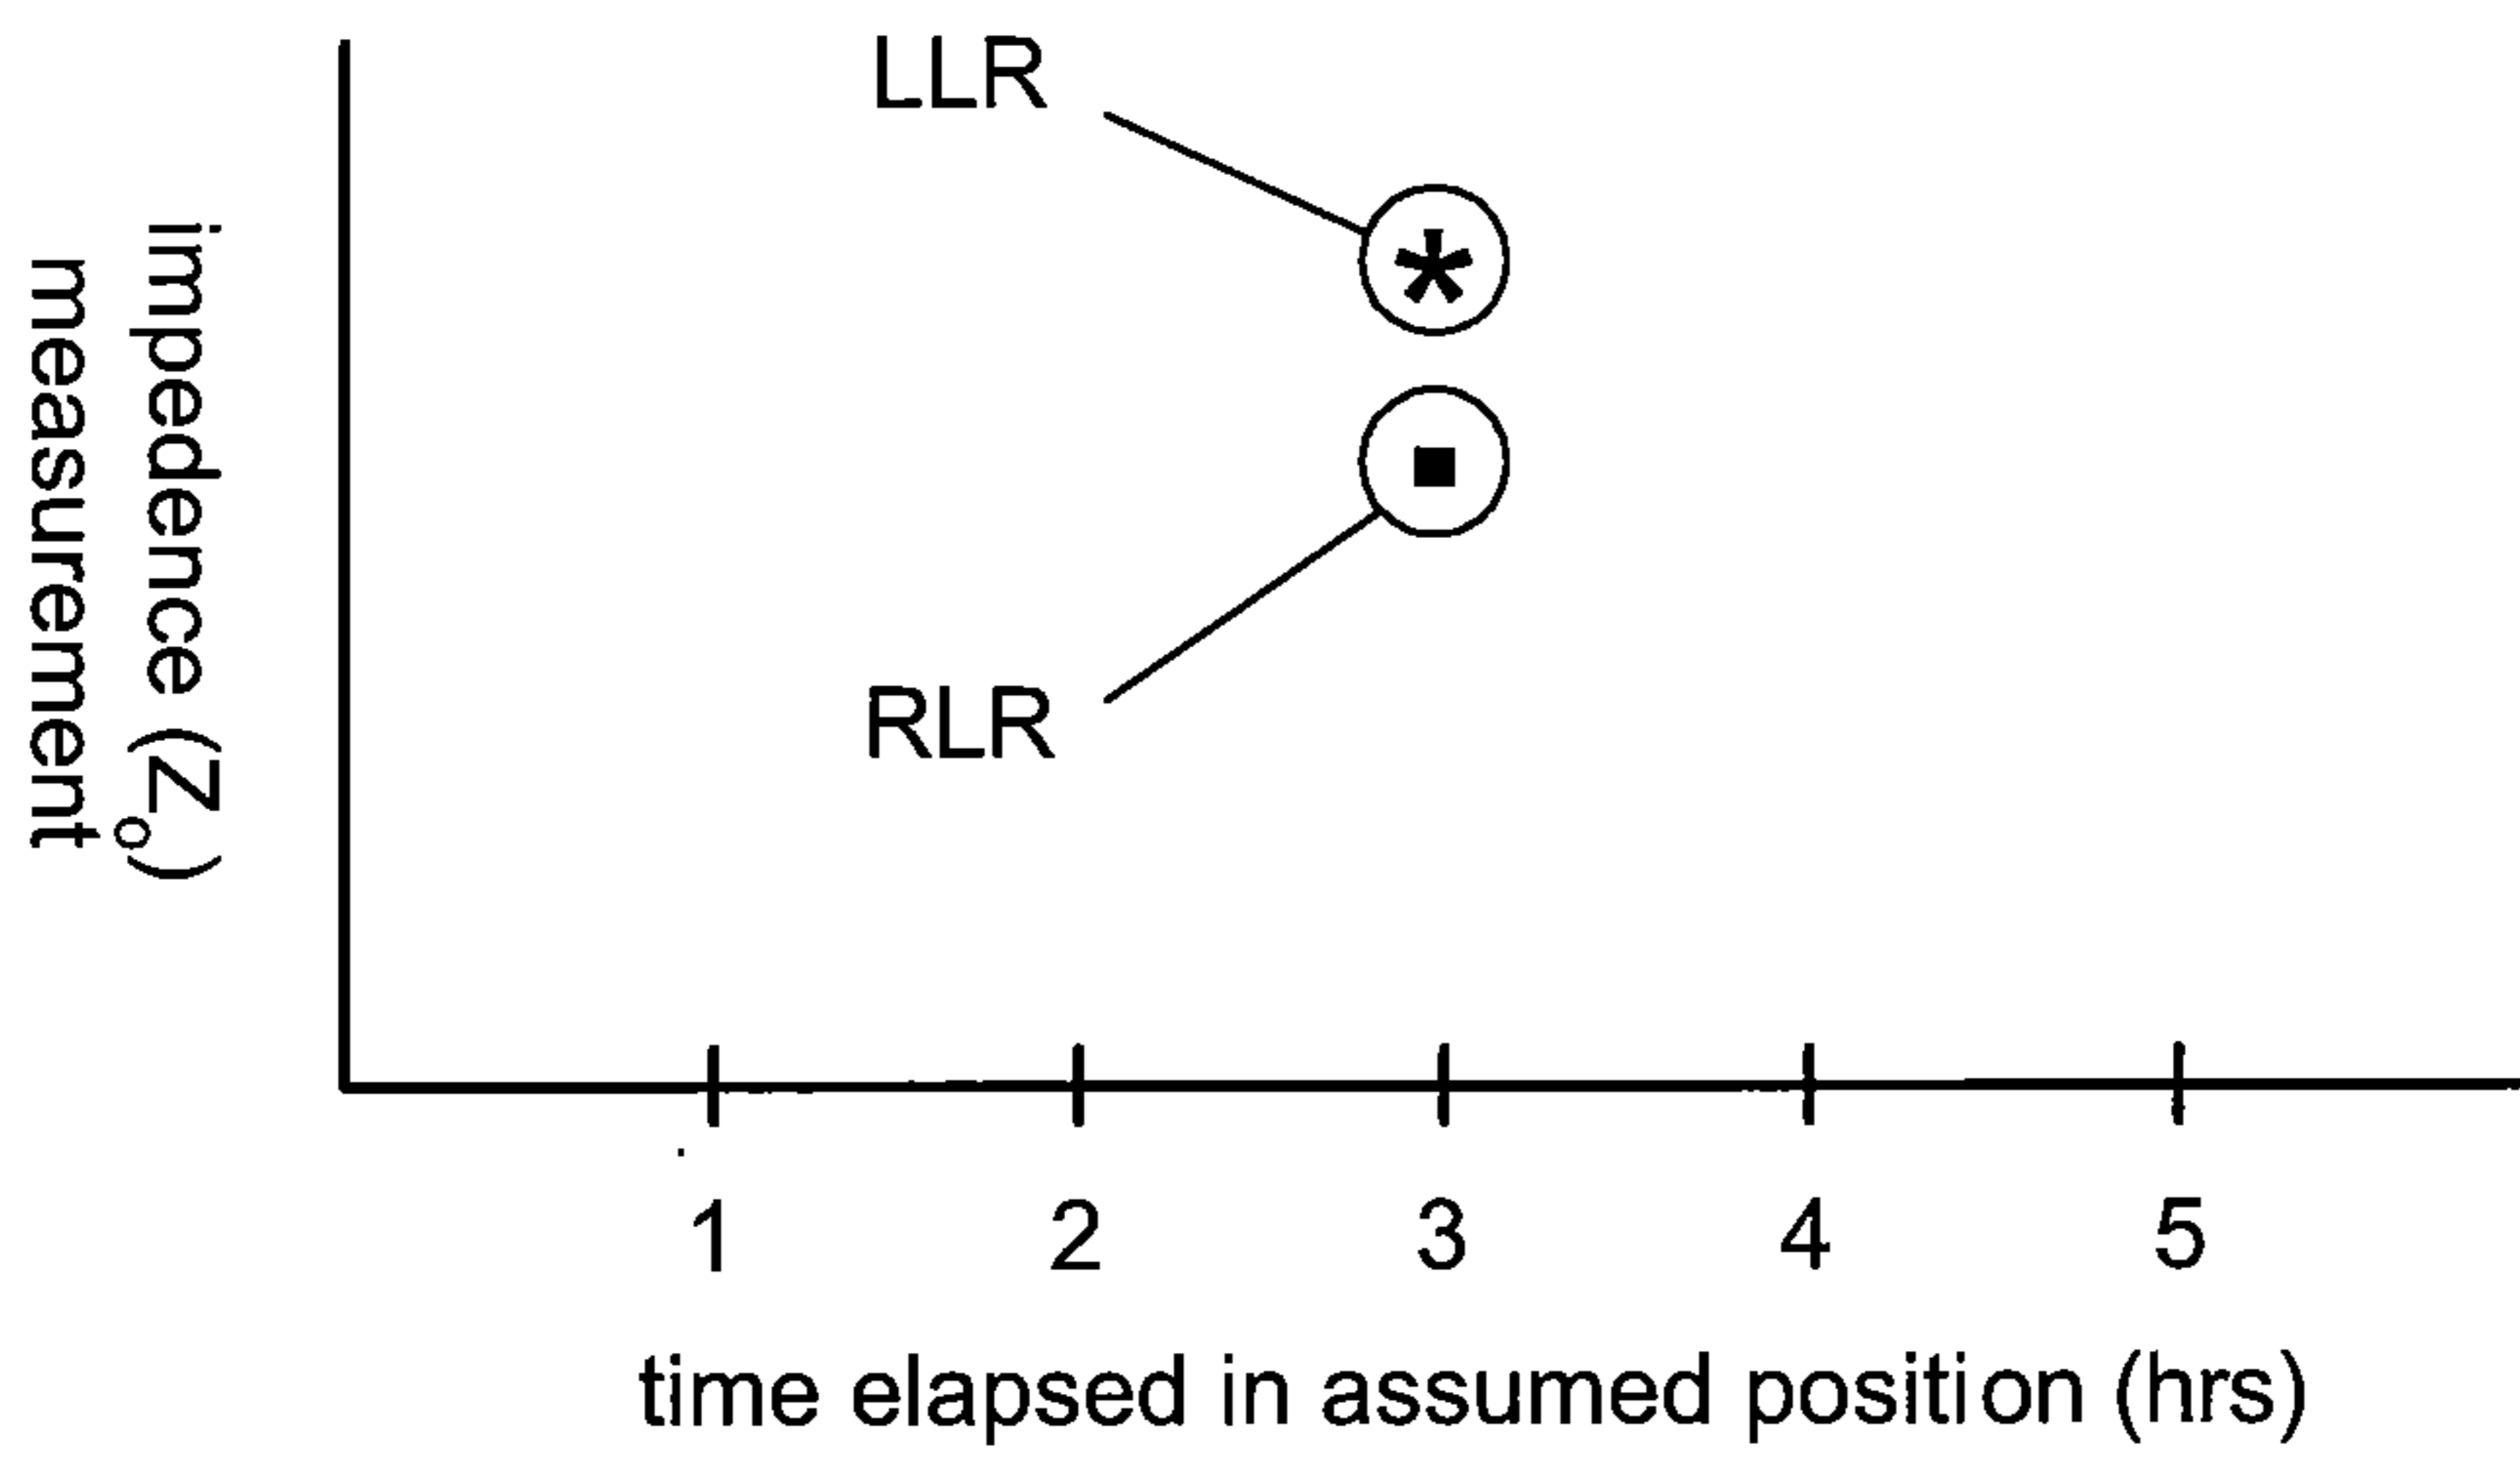 LLR
*
RLR
impedence (Zo)
measurement
1 2 3 4 5
time elapsed in assumed position (hrs)